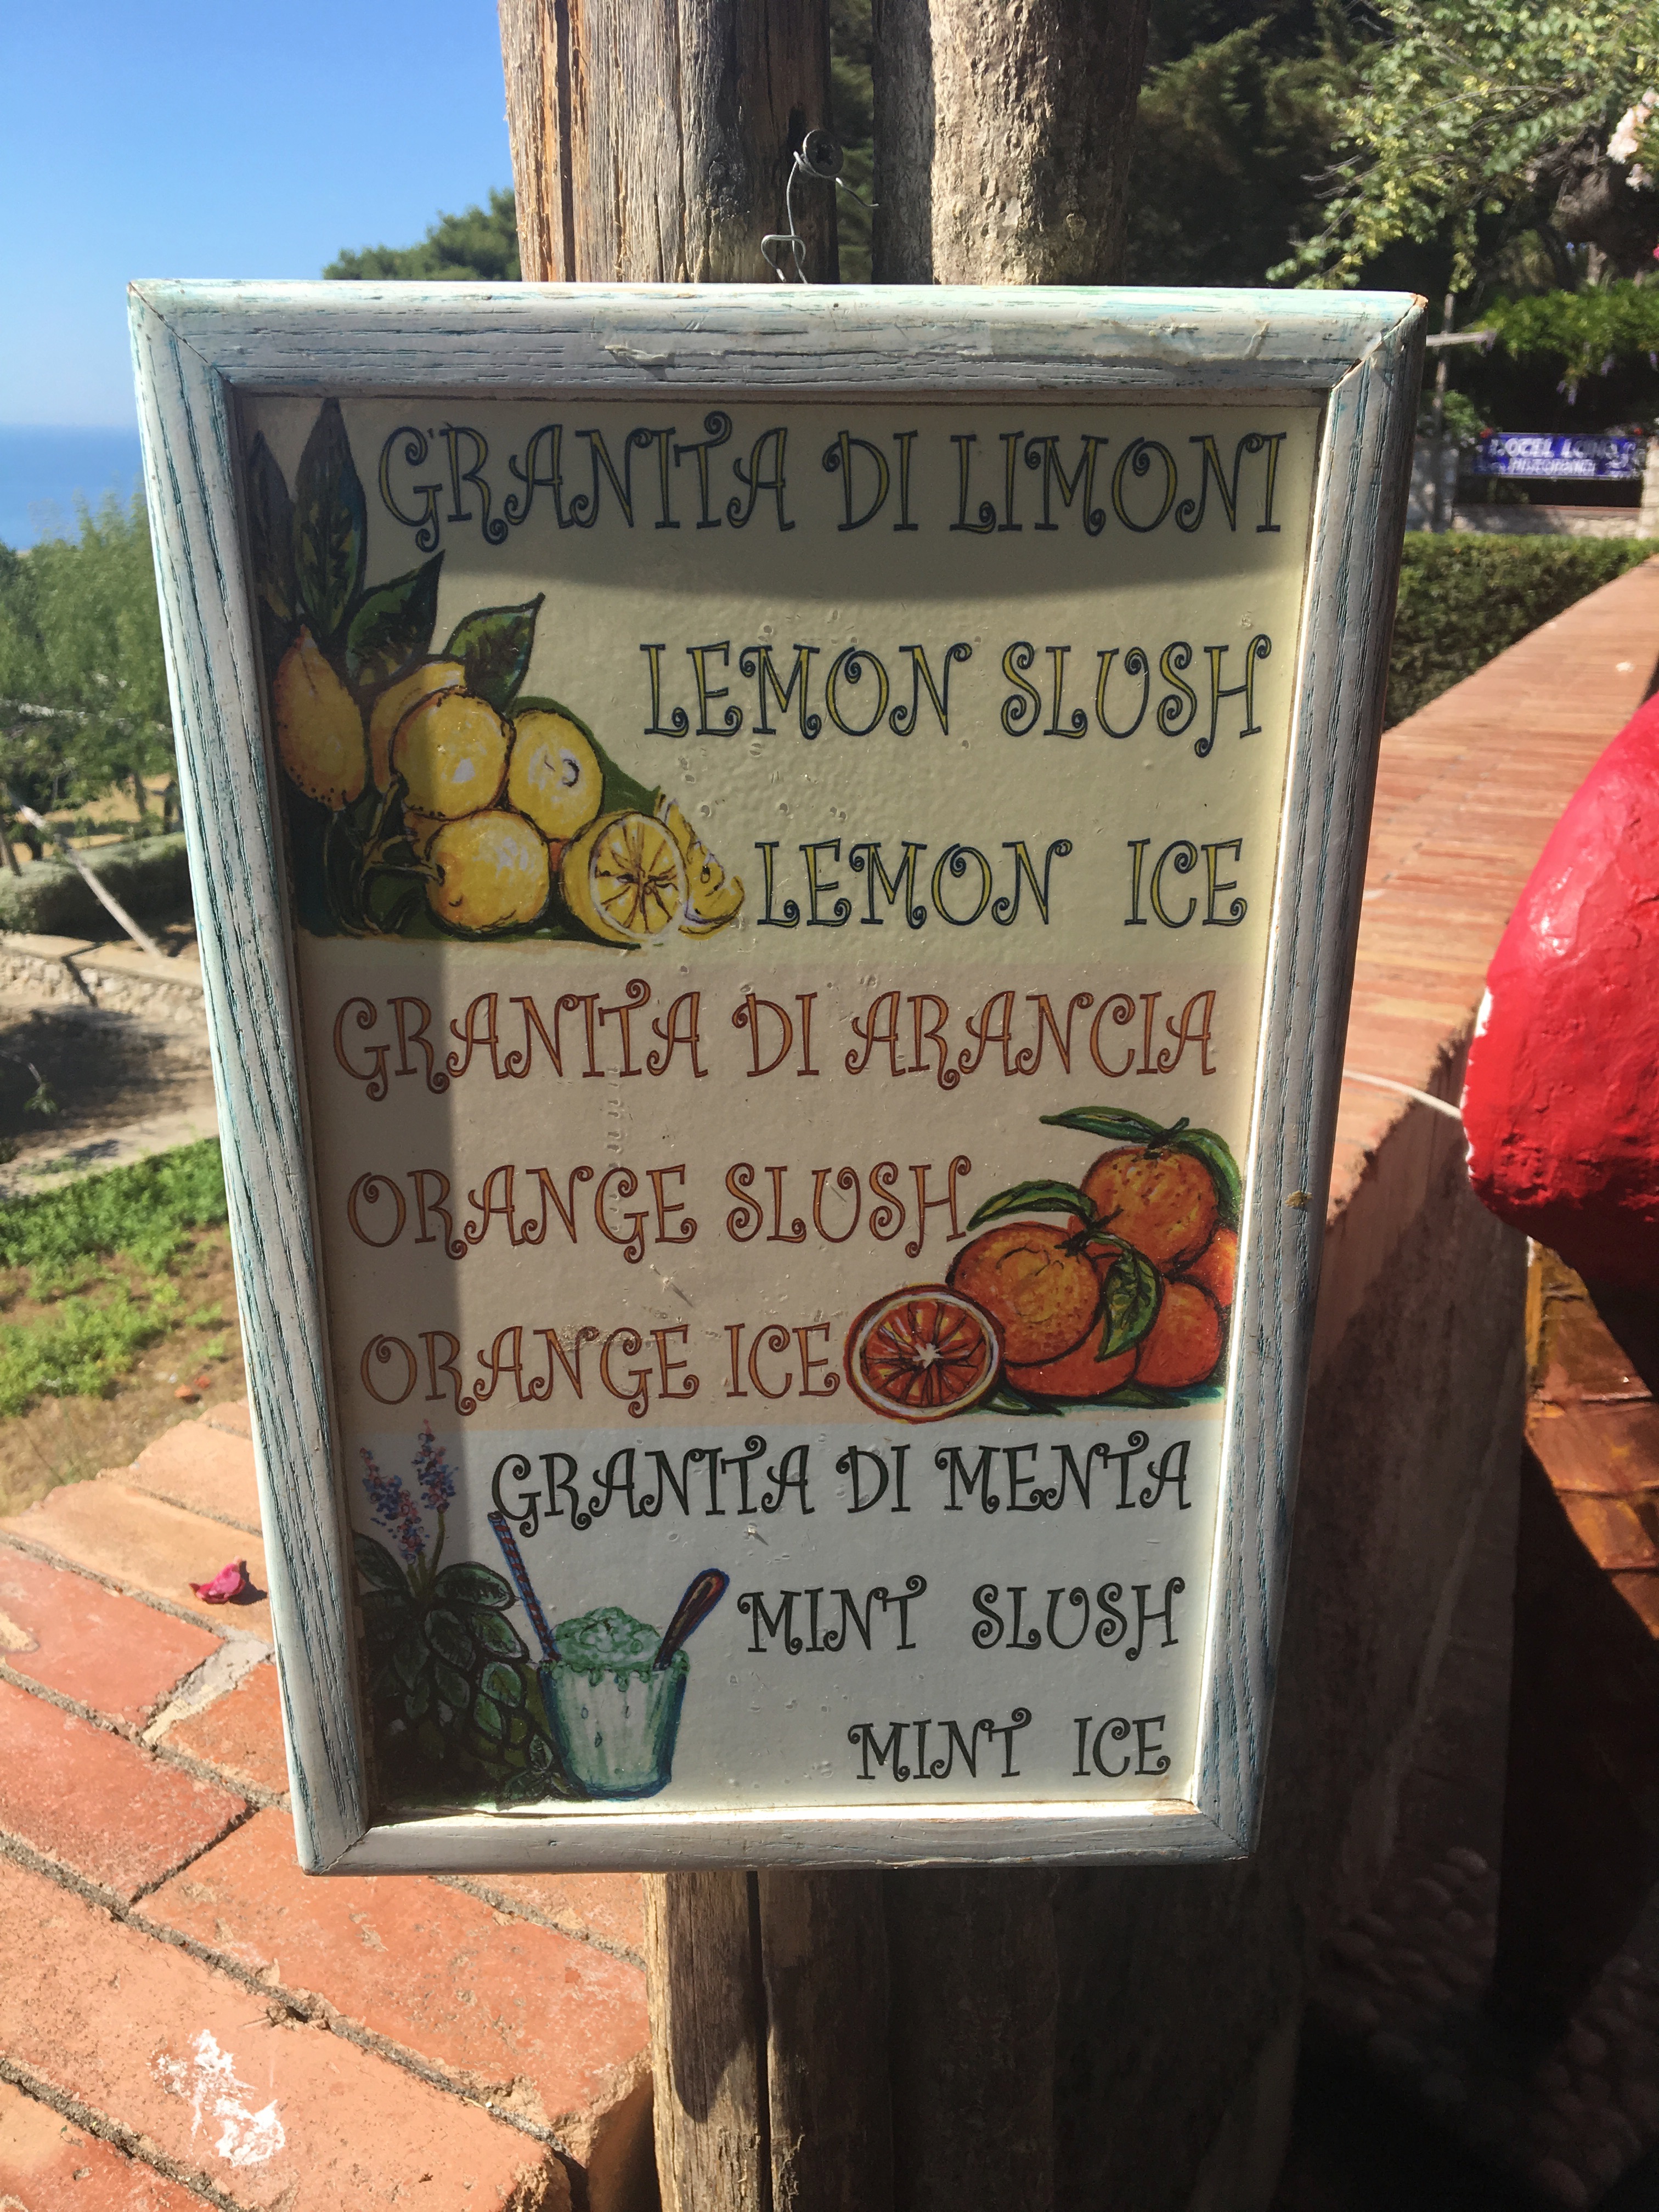 GRANITA DI LIMONI
LEMON SLUSH
LEMON ICE
GRANITA DI ARANCIA
ORANGE SLUSH
ORANGE ICE
GRANITA DI MENTA
MINT SLUSH
MINT ICE